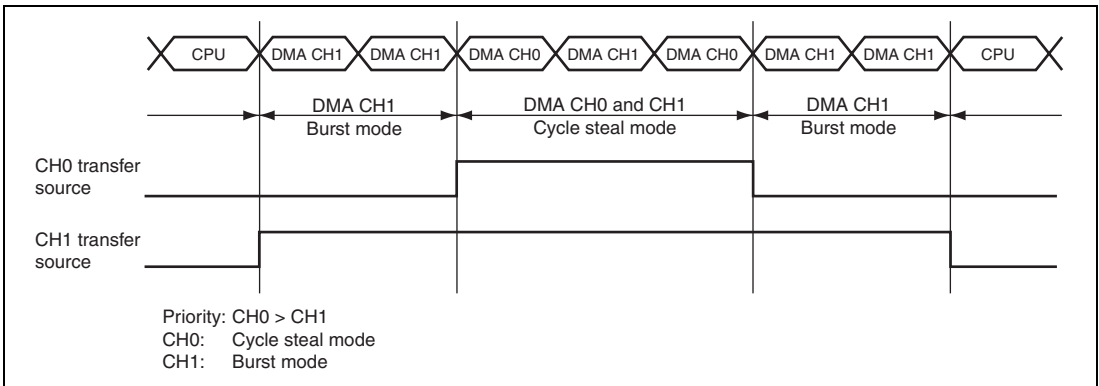 CPU DMA CH1 DMA CH1 DMA CH0 DMA CH1 DMA CH0 DMA CH1 DMA CH1 CPU
DMA CH1 DMA CH0 and CH1 DMA CH1
Burst mode Cycle steal mode Burst mode
CH0 transfer
source
CH1 transfer
source
Priority: CH0 > CH1
CH0: Cycle steal mode
CH1: Burst mode